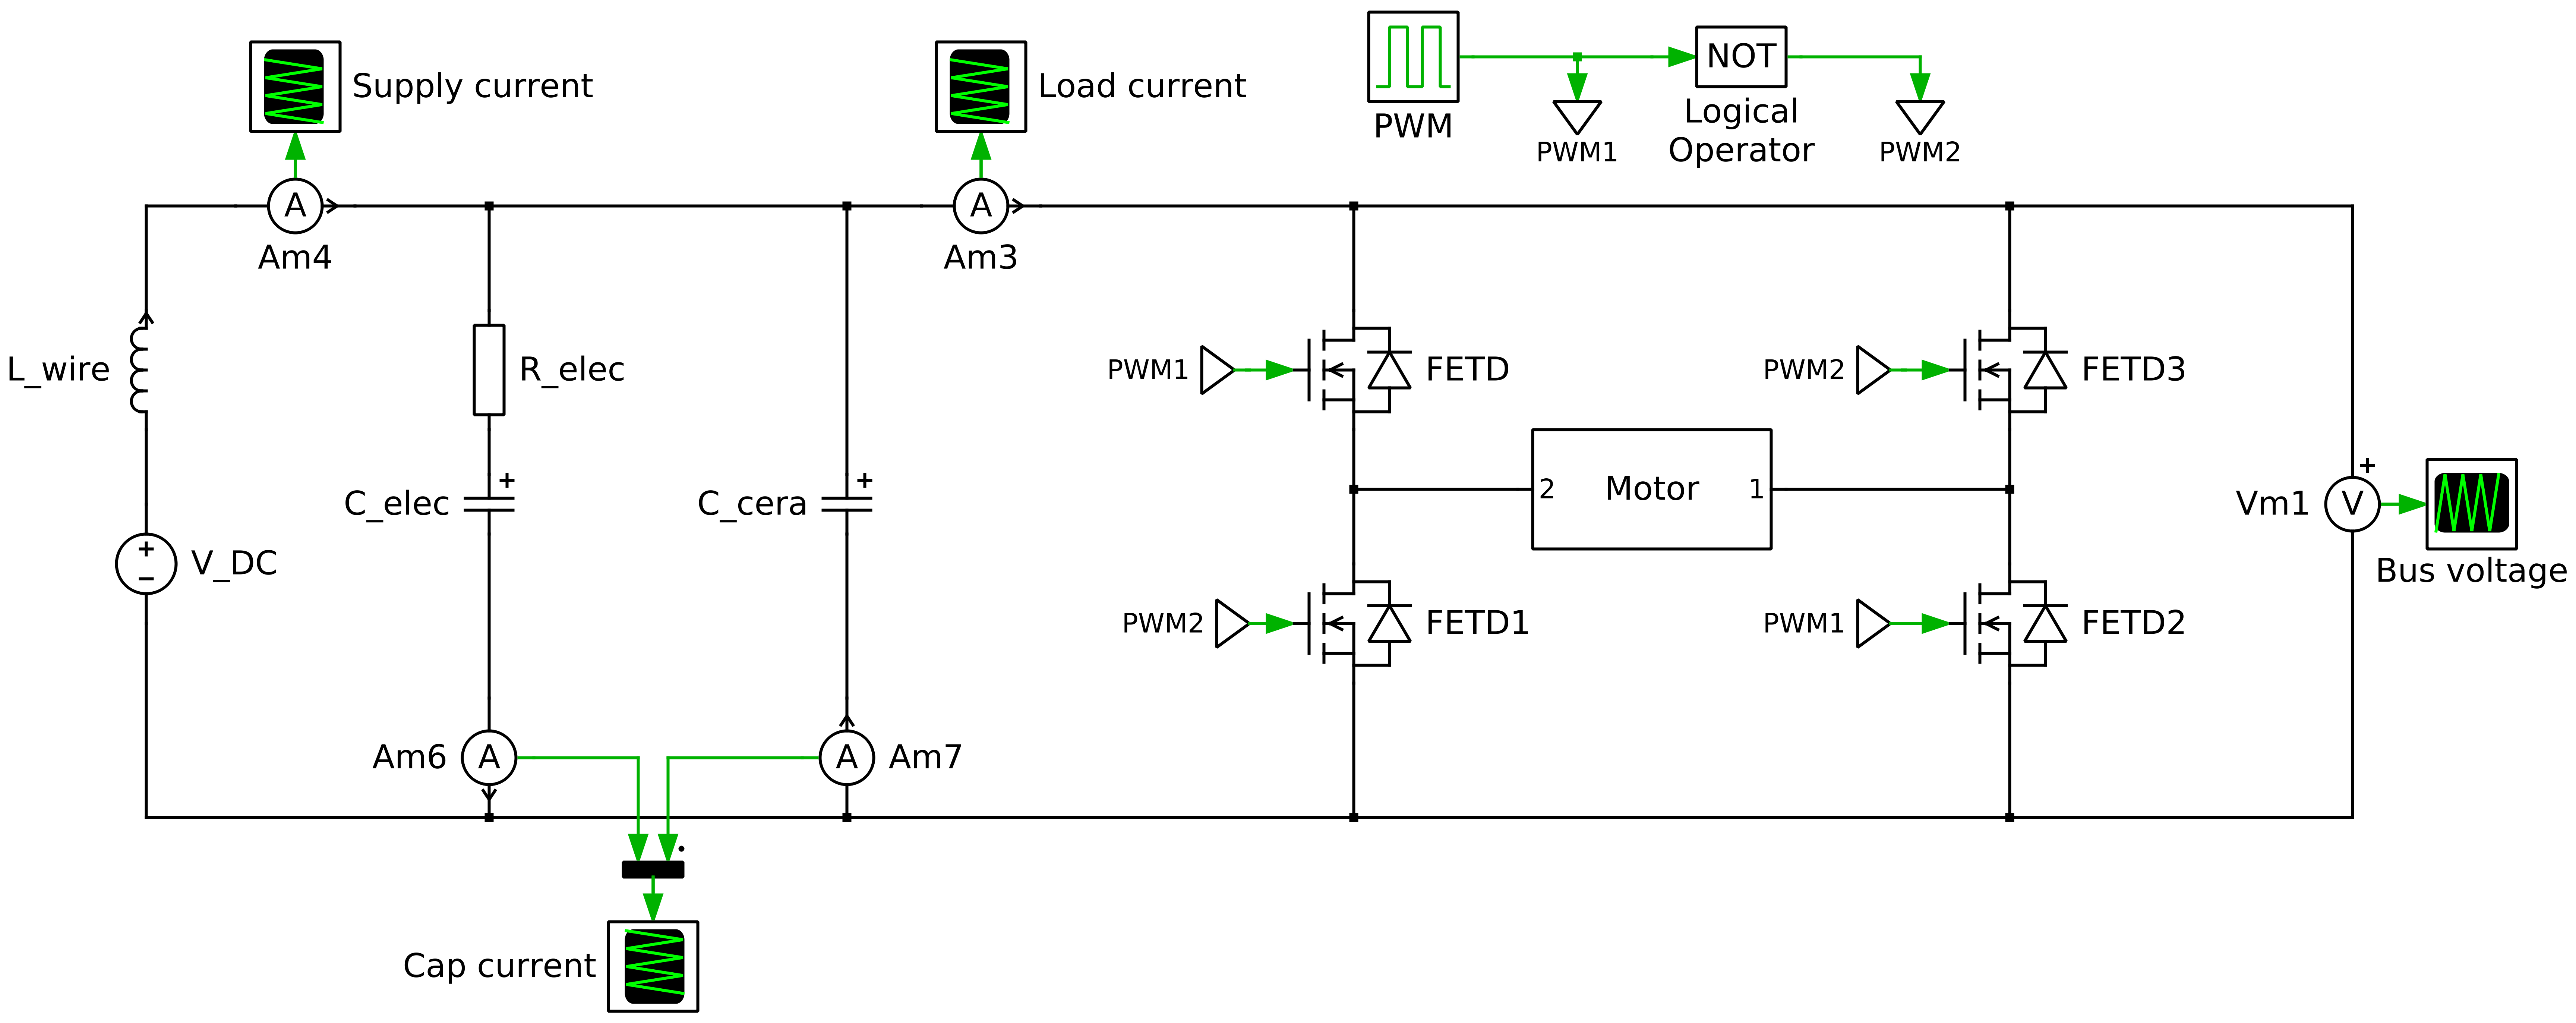 Supply current
A
Am4
Load current
A
Am3
PWM
PWM1
NOT
Logical
Operator
PWM2
L_wire
+
−
V_DC
R_elec
C_elec
+
C_cera
+
PWM1
FETD
PWM2
FETD3
2
Motor
1
PWM2
FETD1
PWM1
FETD2
+
Vm1
V
Bus voltage
Am6
A
A
Am7
Cap current